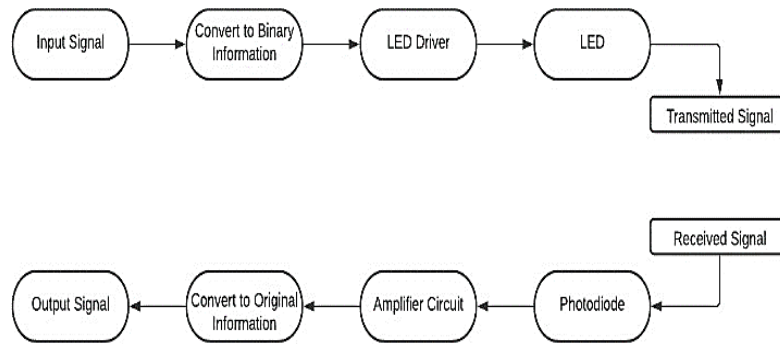 Input Signal
Convert to Binary
Information
LED Driver
LED
Transmitted Signal
Received Signal
Output Signal
Convert to Original
Information
Amplifier Circuit
Photodiode